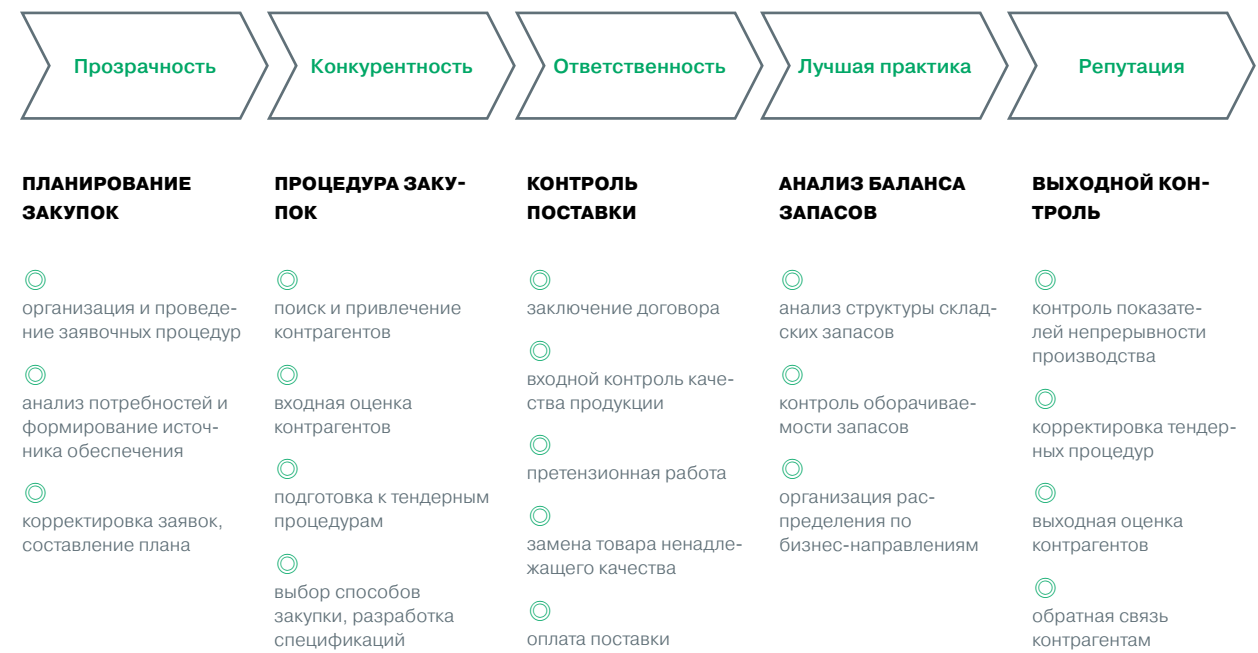 Прозрачность
Конкурентность
Ответственность
Лучшая практика
Репутация
ПЛАНИРОВАНИЕ
ЗАКУПОК
организация и проведе-
ние заявочных процедур
анализ потребностей и
формирование источ-
ника обеспечения
корректировка заявок,
составление плана
ПРОЦЕДУРА ЗАКУ-
ПОК
поиск и привлечение
контрагентов
входная оценка
контрагентов
подготовка к тендерным
процедурам
выбор способов
закупки, разработка
спецификаций
КОНТРОЛЬ
ПОСТАВКИ
заключение договора
входной контроль каче-
ства продукции
претензионная работа
замена товара ненадле-
жащего качества
оплата поставки
АНАЛИЗ БАЛАНСА
ЗАПАСОВ
анализ структуры склад-
ских запасов
контроль оборачивае-
мости запасов
организация рас-
пределения по
бизнес-направлениям
ВЫХОДНОЙ КОН-
ТРОЛЬ
контроль показате-
лей непрерывности
производства
корректировка тендер-
ных процедур
выходная оценка
контрагентов
обратная связь
контрагентам